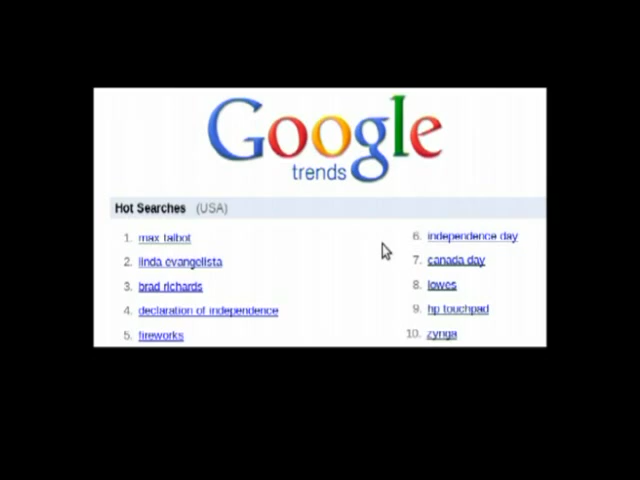 Google
trends
Hot Searches (USA)
1. max talbot
2. linda evangelista
3. brad richards
4. declaration of independence
5. fireworks
6. independence day
7. canada day
8. lowes
9. hp touchpad
10. zynga